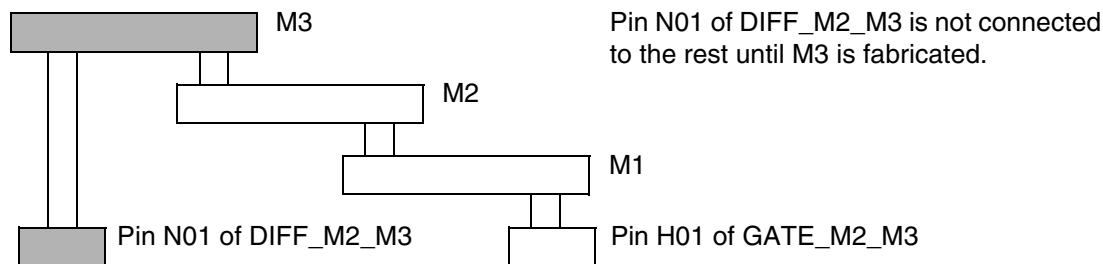 M3
Pin N01 of DIFF_M2_M3 is not connected
to the rest until M3 is fabricated.
M2
M1
Pin N01 of DIFF_M2_M3
Pin H01 of GATE_M2_M3